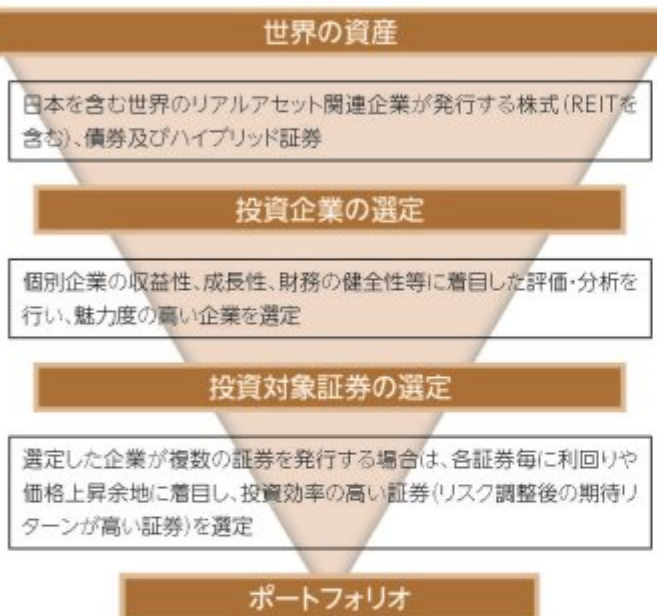 世界の資産
日本を含む世界のリアルアセット関連企業が発行する株式(REITを
含む)、債券及びハイブリッド証券
投資企業の選定
個別企業の収益性、成長性、財務の健全性等に着目した評価・分析を
行い、魅力度の高い企業を選定
投資対象証券の選定
選定した企業が複数の証券を発行する場合は、各証券毎に利回りや
価格上昇余地に着目し、投資効率の高い証券(リスク調整後の期待リ
ターンが高い証券)を選定
ポートフォリオ